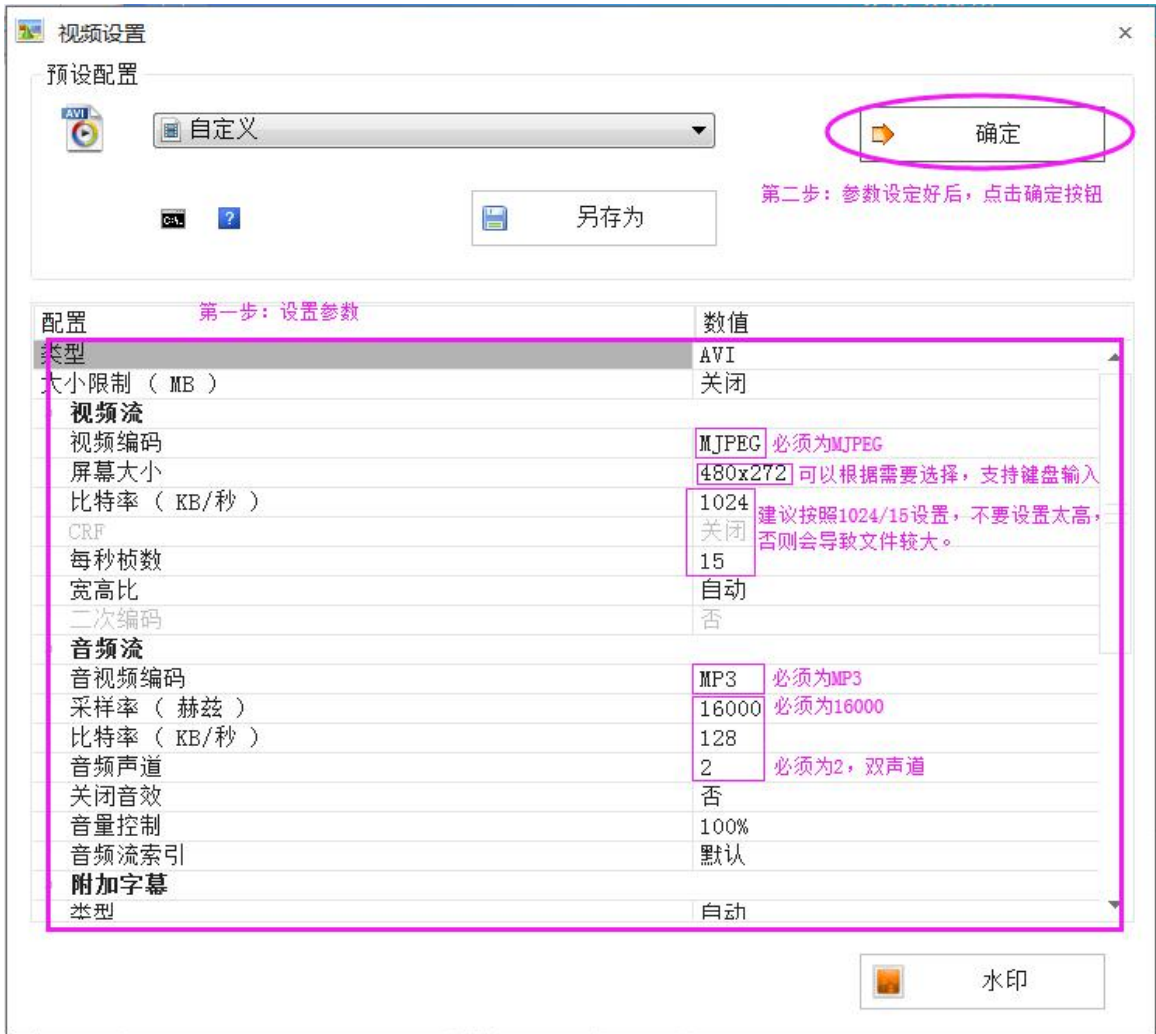 视频设置
预设配置
AVI
自定义
确定
第二步：参数设定好后，点击确定按钮
C:\.
?
另存为
第一步：设置参数
配置 数值
类型 AVI
大小限制 （ MB ） 关闭
视频流
视频编码 MJPEG 必须为MJPEG
屏幕大小 480x272 可以根据需要选择，支持键盘输入
比特率 （ KB/秒 ） 1024
建议按照1024/15设置，不要设置太高，
CRF 关闭
否则会导致文件较大。
每秒桢数 15
宽高比 自动
二次编码 否
音频流
音视频编码 MP3 必须为MP3
采样率 （ 赫兹 ） 16000 必须为16000
比特率 （ KB/秒 ） 128
音频声道 2 必须为2，双声道
关闭音效 否
音量控制 100%
音频流索引 默认
附加字幕
类型 自动
水印